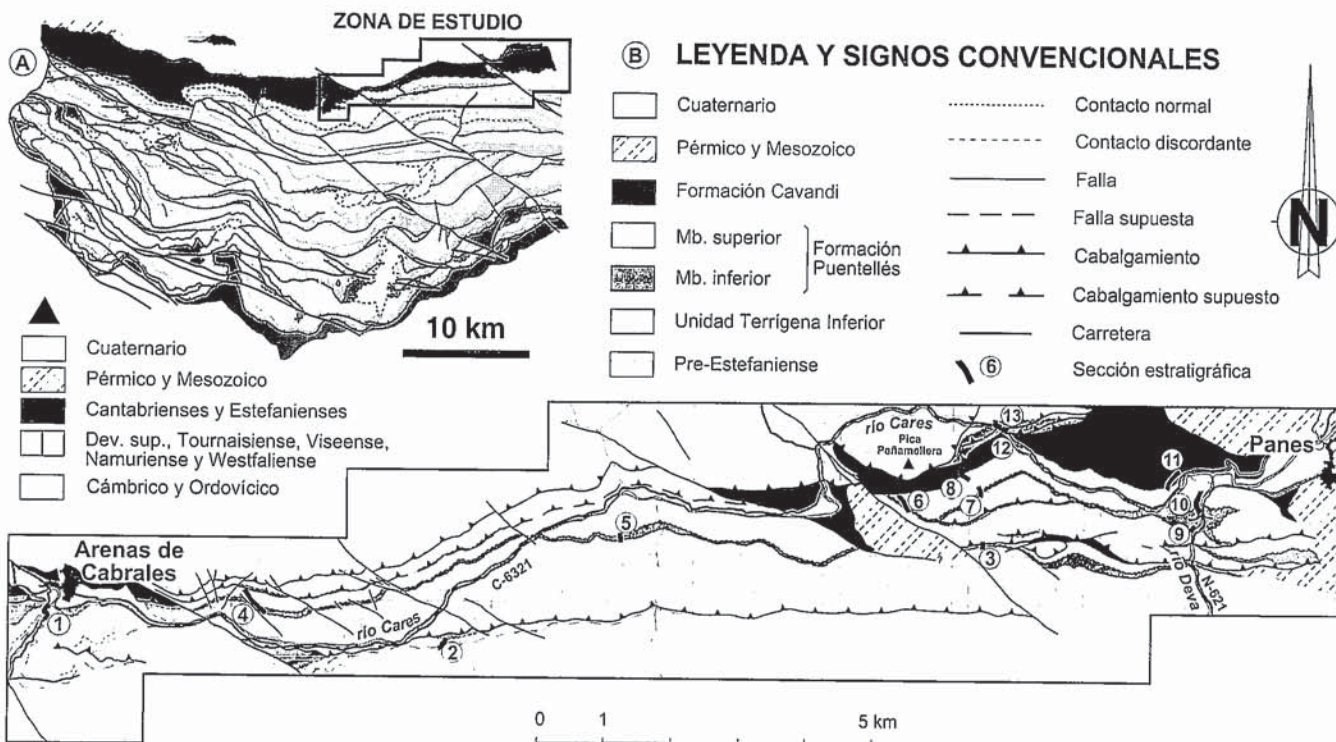 ZONA DE ESTUDIO
A
10 km
Cuaternario
Pérmico y Mesozoico
Cantabrienses y Estefanienses
Dev. sup., Tournaisiense, Viseense,
Namuriense y Westfaliense
Cámbrico y Ordovícico
B LEYENDA Y SIGNOS CONVENCIONALES
Cuaternario
Pérmico y Mesozoico
Formación Cavandi
Mb. superior
Mb. inferior
Formación
Puentellés
Unidad Terrígena Inferior
Pre-Estefaniense
Contacto normal
Contacto discordante
Falla
Falla supuesta
Cabalgamiento
Cabalgamiento supuesto
Carretera
6 Sección estratigráfica
N
Arenas de
Cabrales
1
4
río Cares
C-6321
2
5
río Cares
Pica
Peñamellera
13
12
8
6
7
3
Panes
11
10
9
río Deva
N-621
0 1 5 km